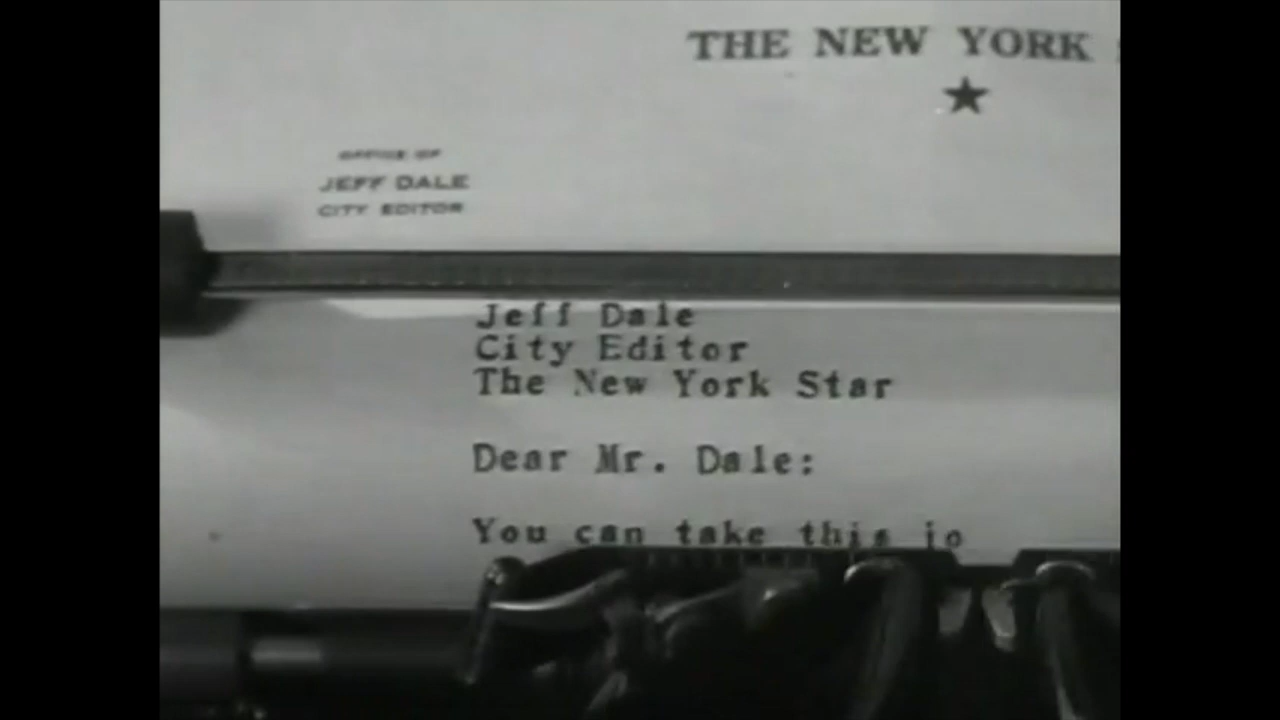 THE NEW YORK
★
OFFICE OF
JEFF DALE
CITY EDITOR
Jeff Dale
City Editor
The New York Star
Dear Mr. Dale:
You can take this jo